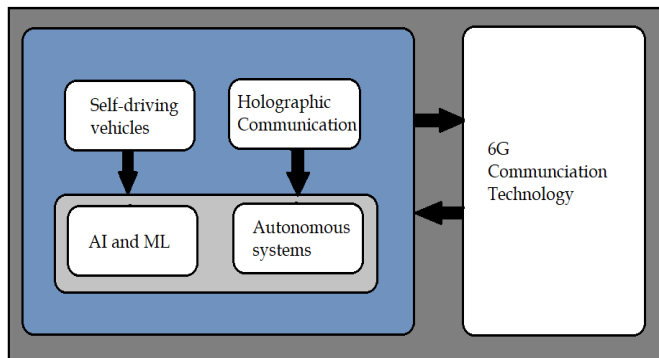 Self-driving
vehicles
Holographic
Communication
AI and ML
Autonomous
systems
6G
Communciation
Technology